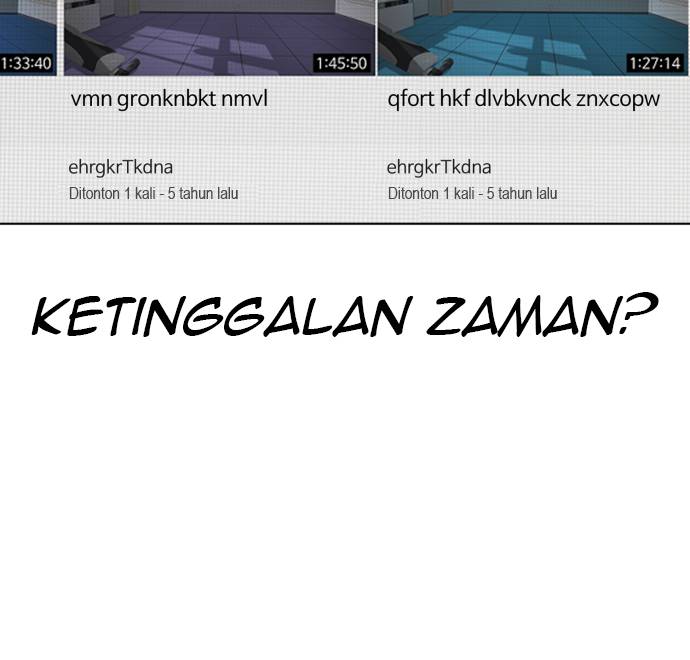 1:33:40 1:45:50 1:27:14
vmn gronknbkt nmvl qfort hkf dlvbkvnck znxcopw
ehrgkrTkdna ehrgkrTkdna
Ditonton 1 kali - 5 tahun lalu Ditonton 1 kali - 5 tahun lalu
KETINGGALAN ZAMAN?